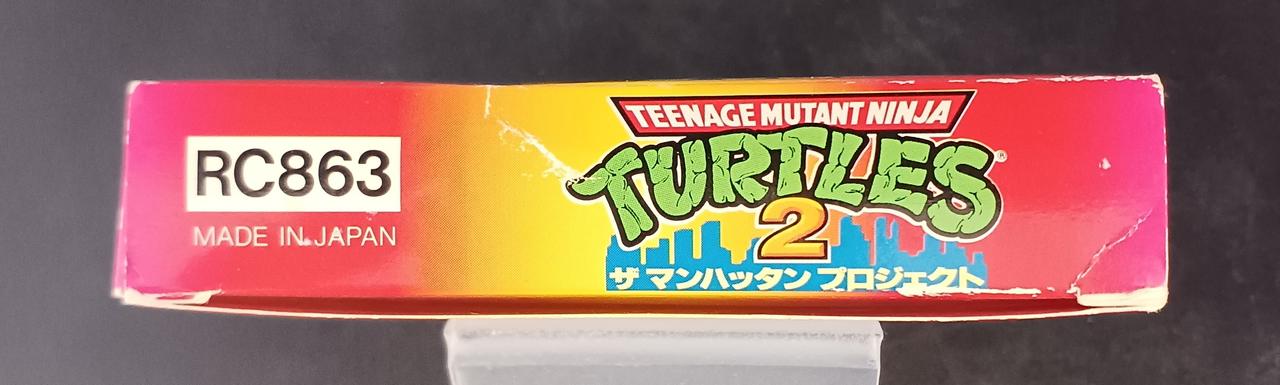 RC863
MADE IN JAPAN
TEENAGE MUTANT NINJA
TURTLES®
2
ザ マンハッタン プロジェクト